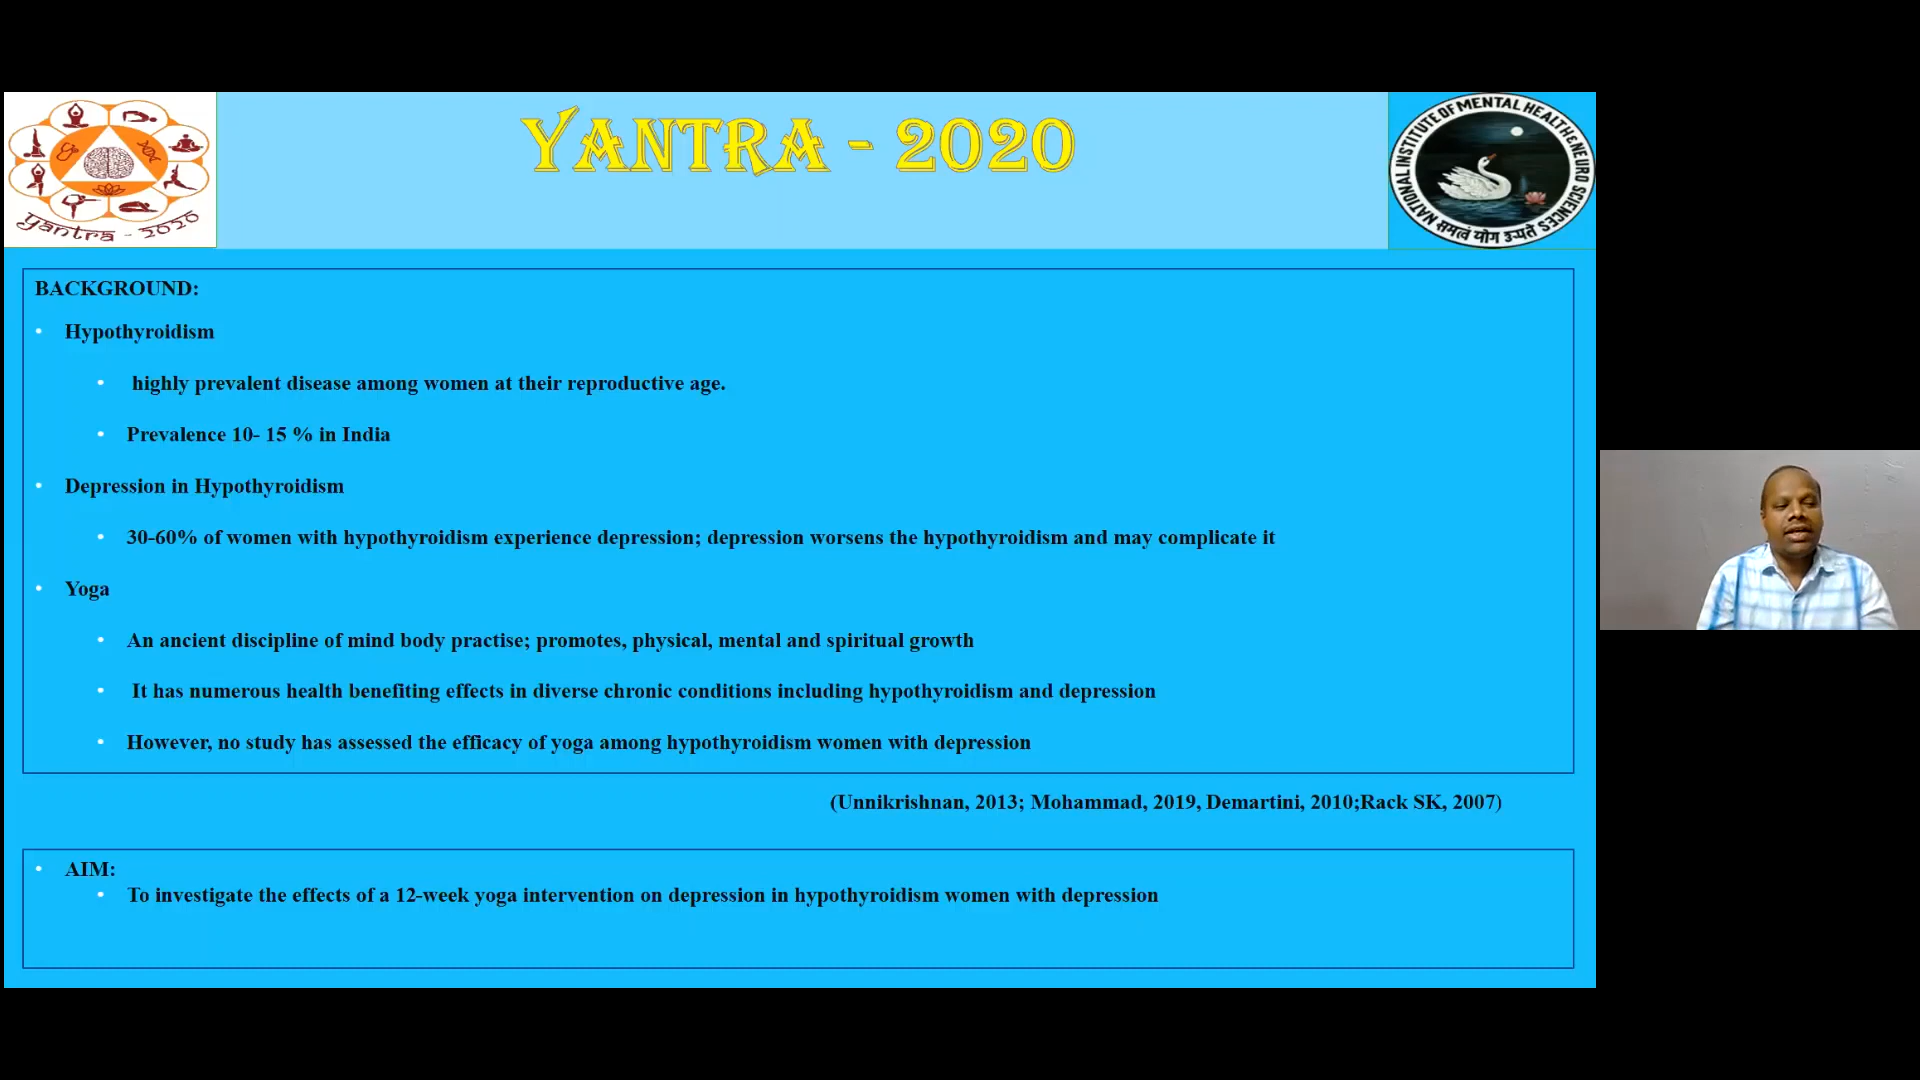 yantra - 2020
YANTRA - 2020
NATIONAL INSTITUTE OF MENTAL HEALTH & NEURO SCIENCES
समत्वं योग उच्यते
BACKGROUND:
• Hypothyroidism
• highly prevalent disease among women at their reproductive age.
• Prevalence 10- 15 % in India
• Depression in Hypothyroidism
• 30-60% of women with hypothyroidism experience depression; depression worsens the hypothyroidism and may complicate it
• Yoga
• An ancient discipline of mind body practise; promotes, physical, mental and spiritual growth
• It has numerous health benefiting effects in diverse chronic conditions including hypothyroidism and depression
• However, no study has assessed the efficacy of yoga among hypothyroidism women with depression
(Unnikrishnan, 2013; Mohammad, 2019, Demartini, 2010;Rack SK, 2007)
• AIM:
• To investigate the effects of a 12-week yoga intervention on depression in hypothyroidism women with depression